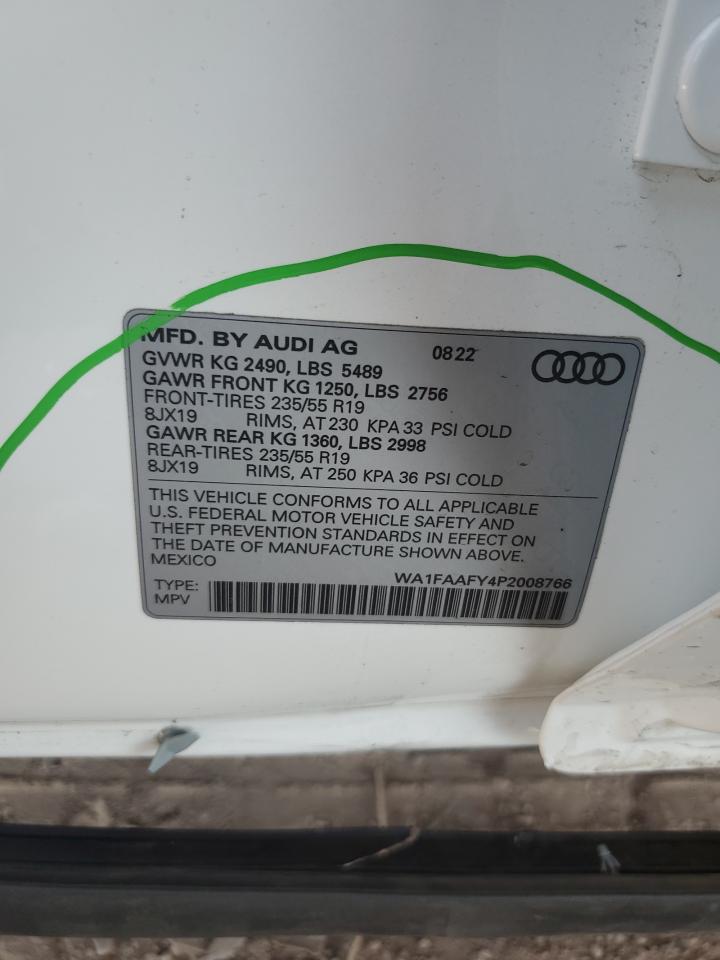 MFD. BY AUDI AG 0822
GVWR KG 2490, LBS 5489
GAWR FRONT KG 1250, LBS 2756
FRONT-TIRES 235/55 R19
8JX19 RIMS, AT 230 KPA 33 PSI COLD
GAWR REAR KG 1360, LBS 2998
REAR-TIRES 235/55 R19
8JX19 RIMS, AT 250 KPA 36 PSI COLD
THIS VEHICLE CONFORMS TO ALL APPLICABLE
U.S. FEDERAL MOTOR VEHICLE SAFETY AND
THEFT PREVENTION STANDARDS IN EFFECT ON
THE DATE OF MANUFACTURE SHOWN ABOVE.
MEXICO
WA1FAAFY4P2008766
TYPE:
MPV